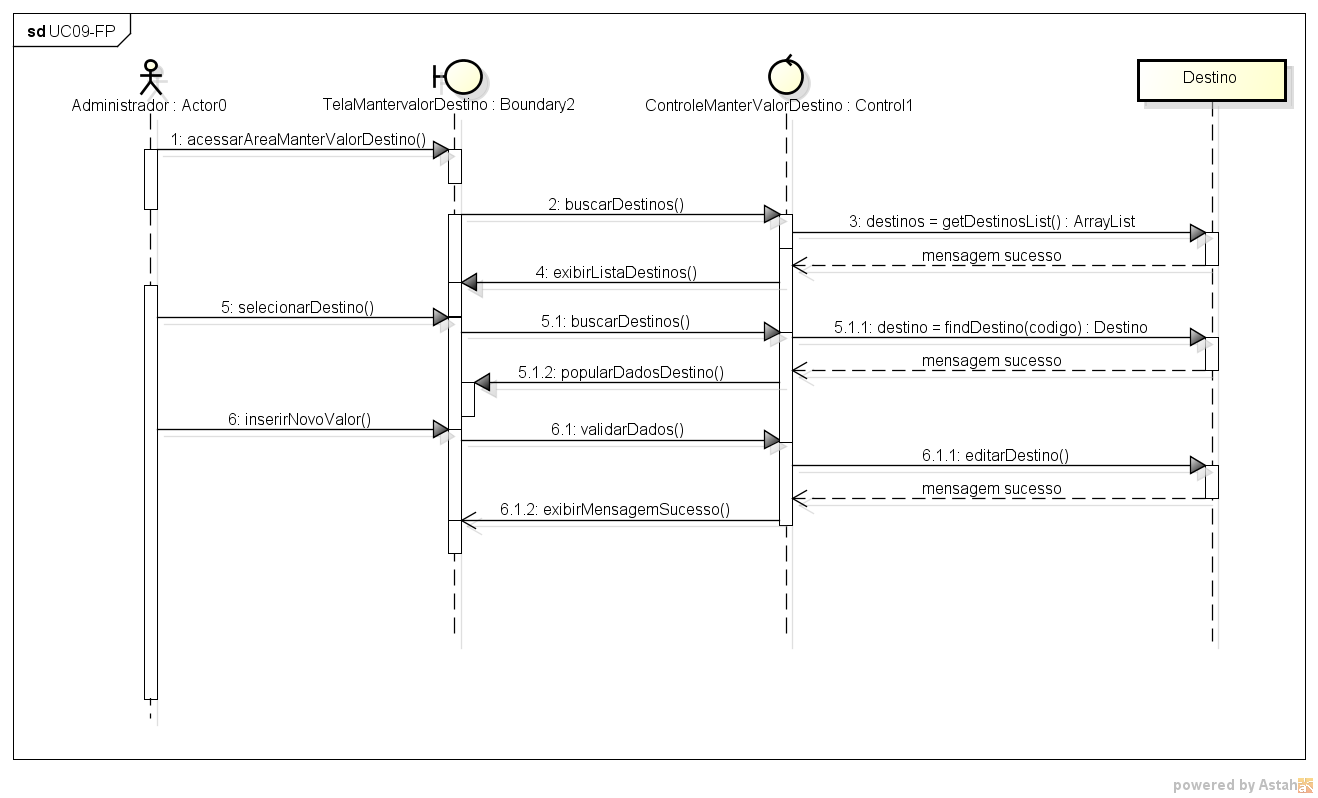 sd UC09-FP
Administrador : Actor0
TelaMantervalorDestino : Boundary2
ControleManterValorDestino : Control1
Destino
1: acessarAreaManterValorDestino()
2: buscarDestinos()
3: destinos = getDestinosList() : ArrayList
mensagem sucesso
4: exibirListaDestinos()
5: selecionarDestino()
5.1: buscarDestinos()
5.1.1: destino = findDestino(codigo) : Destino
mensagem sucesso
5.1.2: popularDadosDestino()
6: inserirNovoValor()
6.1: validarDados()
6.1.1: editarDestino()
mensagem sucesso
6.1.2: exibirMensagemSucesso()
powered by Astah